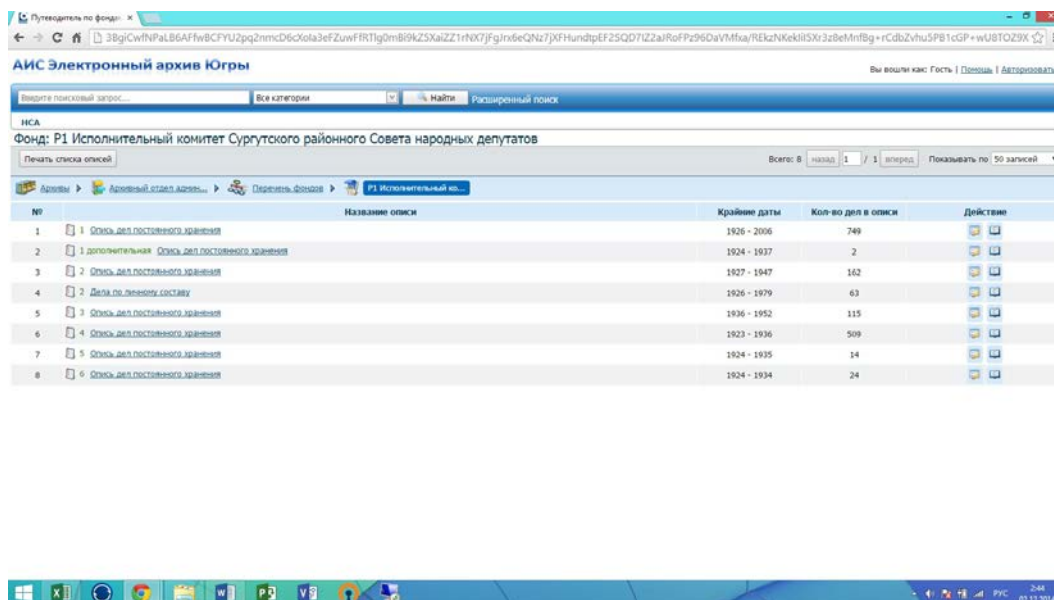 Путеводитель по фондам
АИС Электронный архив Югры
Вы вошли как: Гость | Помощь | Авторизовать
Введите поисковый запрос...
Все категории
Найти
Расширенный поиск
НСА
Фонд: Р1 Исполнительный комитет Сургутского районного Совета народных депутатов
Печать списка описей
Всего: 8 назад 1 / 1 вперед Показывать по 50 записей
Архивы Архивный отдел админ... Перечень фондов Р1 Исполнительный ко...
№ Название описи Крайние даты Кол-во дел в описи Действие
1 1 Опись дел постоянного хранения 1926 - 2006 749
2 1 дополнительная Опись дел постоянного хранения 1924 - 1937 2
3 2 Опись дел постоянного хранения 1927 - 1947 162
4 2 Дела по личному составу 1926 - 1979 63
5 3 Опись дел постоянного хранения 1936 - 1952 115
6 4 Опись дел постоянного хранения 1923 - 1936 509
7 5 Опись дел постоянного хранения 1924 - 1935 14
8 6 Опись дел постоянного хранения 1924 - 1934 24
РУС
2:44